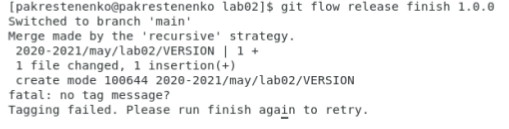 [pakrestenenko@pakrestenenko lab02]$ git flow release finish 1.0.0
Switched to branch 'main'
Merge made by the 'recursive' strategy.
 2020-2021/may/lab02/VERSION | 1 +
 1 file changed, 1 insertion(+)
 create mode 100644 2020-2021/may/lab02/VERSION
fatal: no tag message?
Tagging failed. Please run finish again to retry.